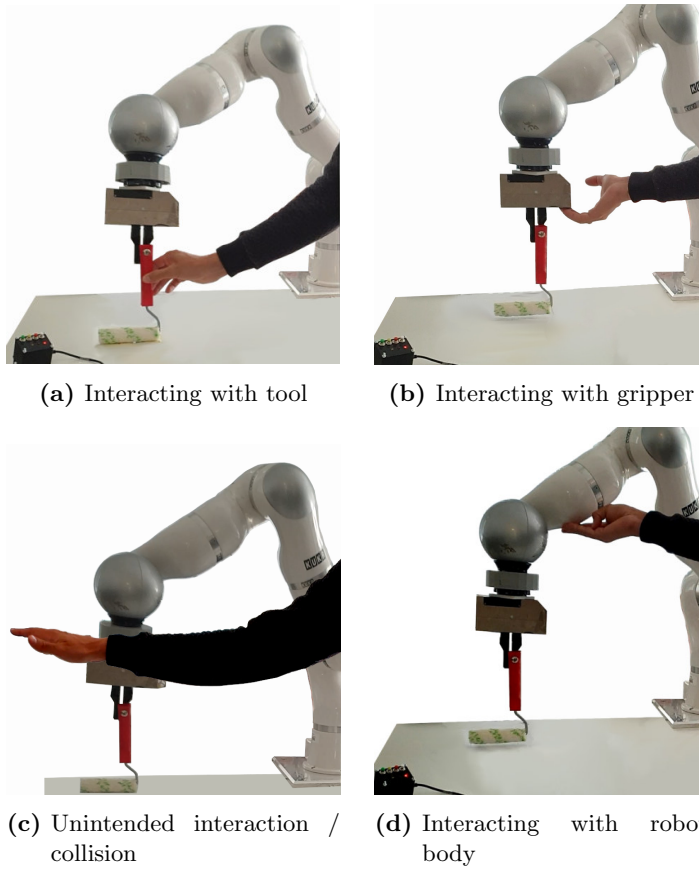 (a) Interacting with tool
(b) Interacting with gripper
(c) Unintended interaction /
collision
(d) Interacting with robo
body